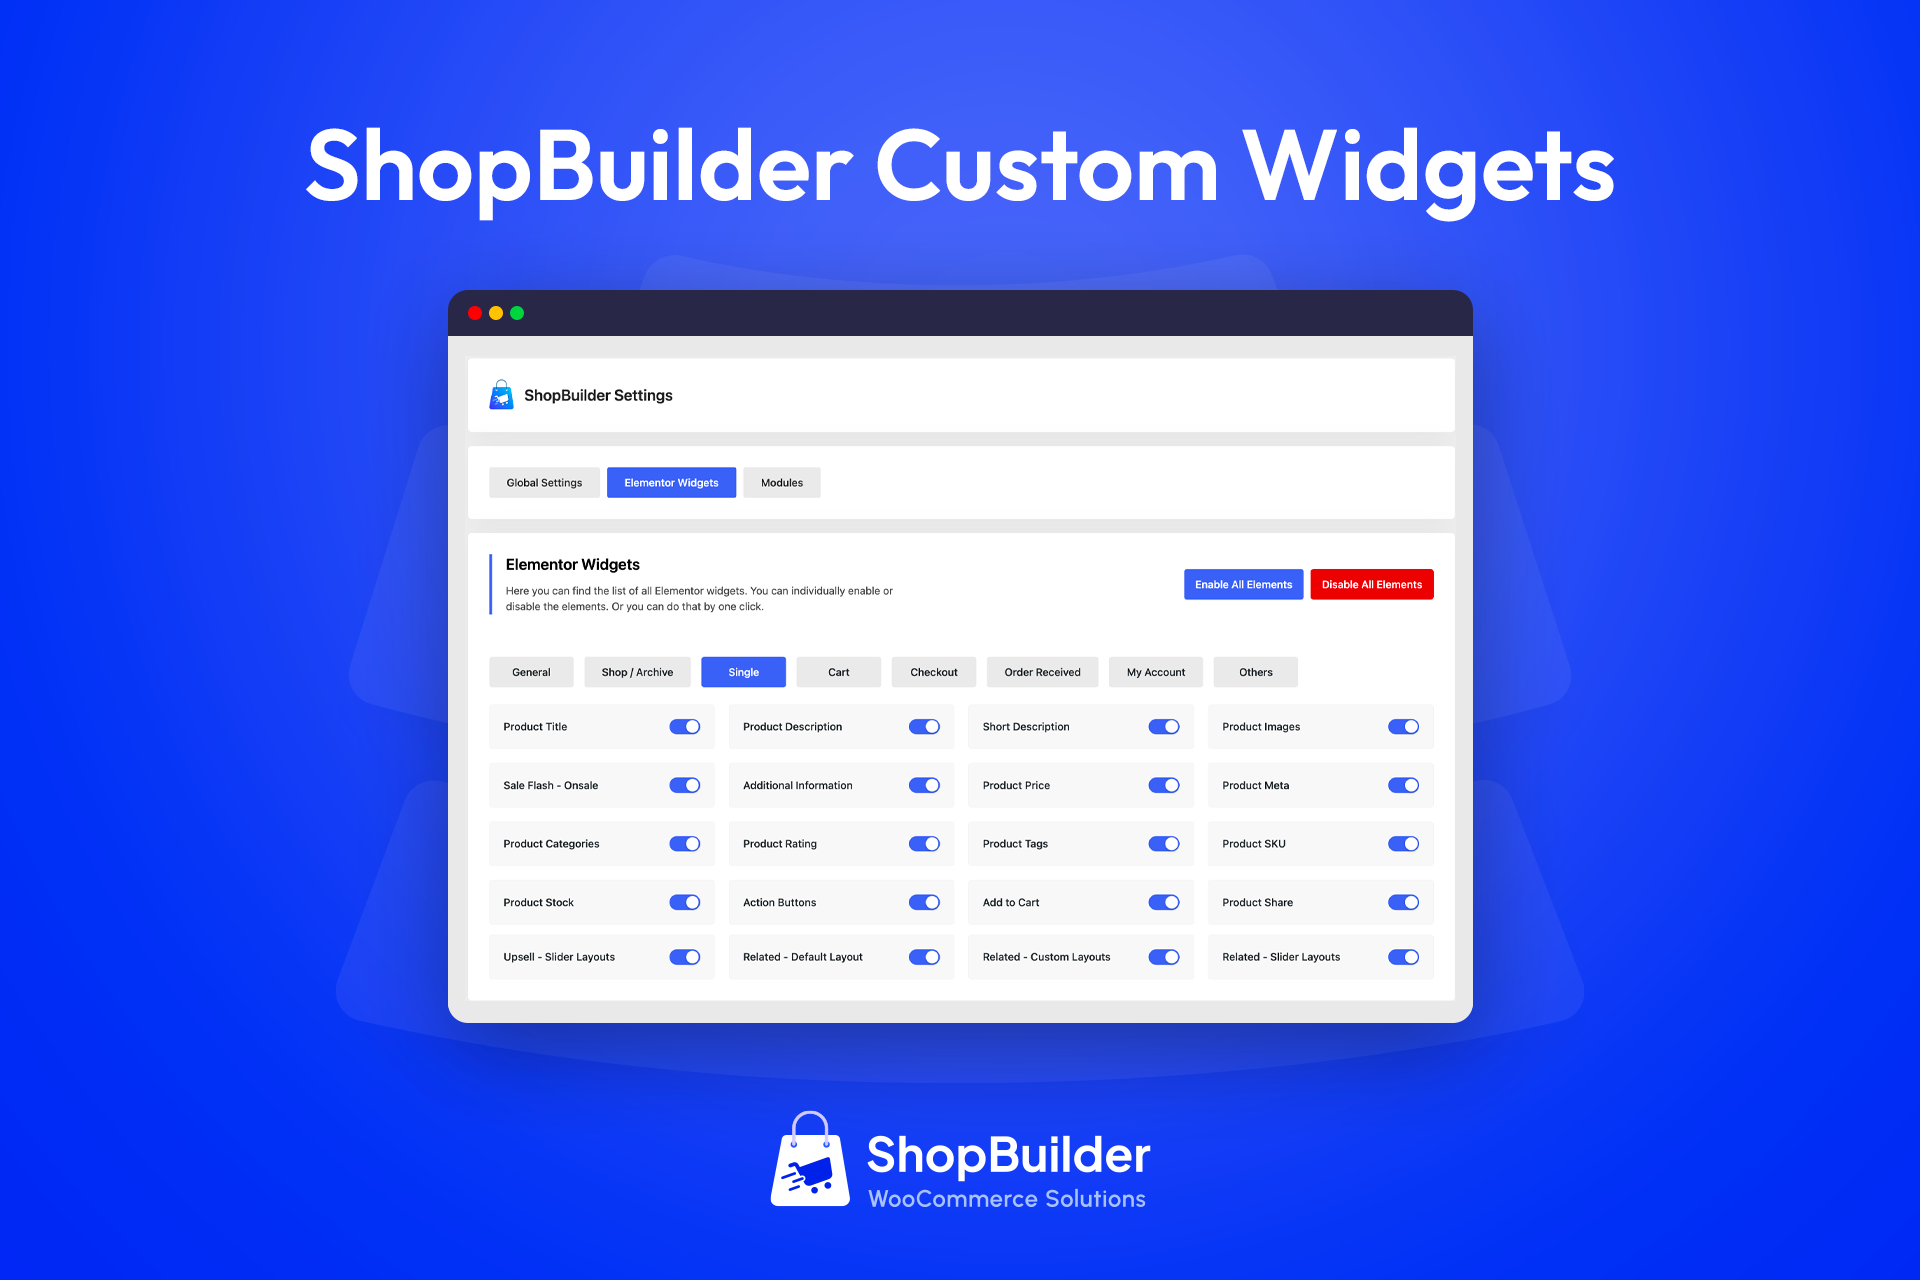 ShopBuilder Custom Widgets
ShopBuilder Settings
Global Settings
Elementor Widgets
Modules
Elementor Widgets
Here you can find the list of all Elementor widgets. You can individually enable or
disable the elements. Or you can do that by one click.
Enable All Elements
Disable All Elements
General
Shop / Archive
Single
Cart
Checkout
Order Received
My Account
Others
Product Title
Product Description
Short Description
Product Images
Sale Flash - Onsale
Additional Information
Product Price
Product Meta
Product Categories
Product Rating
Product Tags
Product SKU
Product Stock
Action Buttons
Add to Cart
Product Share
Upsell - Slider Layouts
Related - Default Layout
Related - Custom Layouts
Related - Slider Layouts
ShopBuilder
WooCommerce Solutions